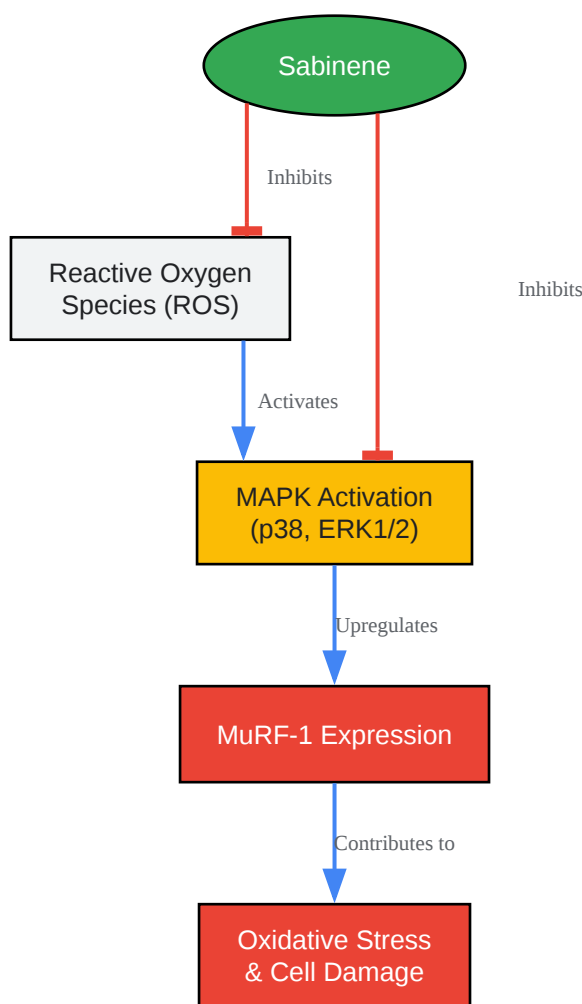 Sabinene
Inhibits
Reactive Oxygen
Species (ROS)
Inhibits
Activates
MAPK Activation
(p38, ERK1/2)
Upregulates
MuRF-1 Expression
Contributes to
Oxidative Stress
& Cell Damage